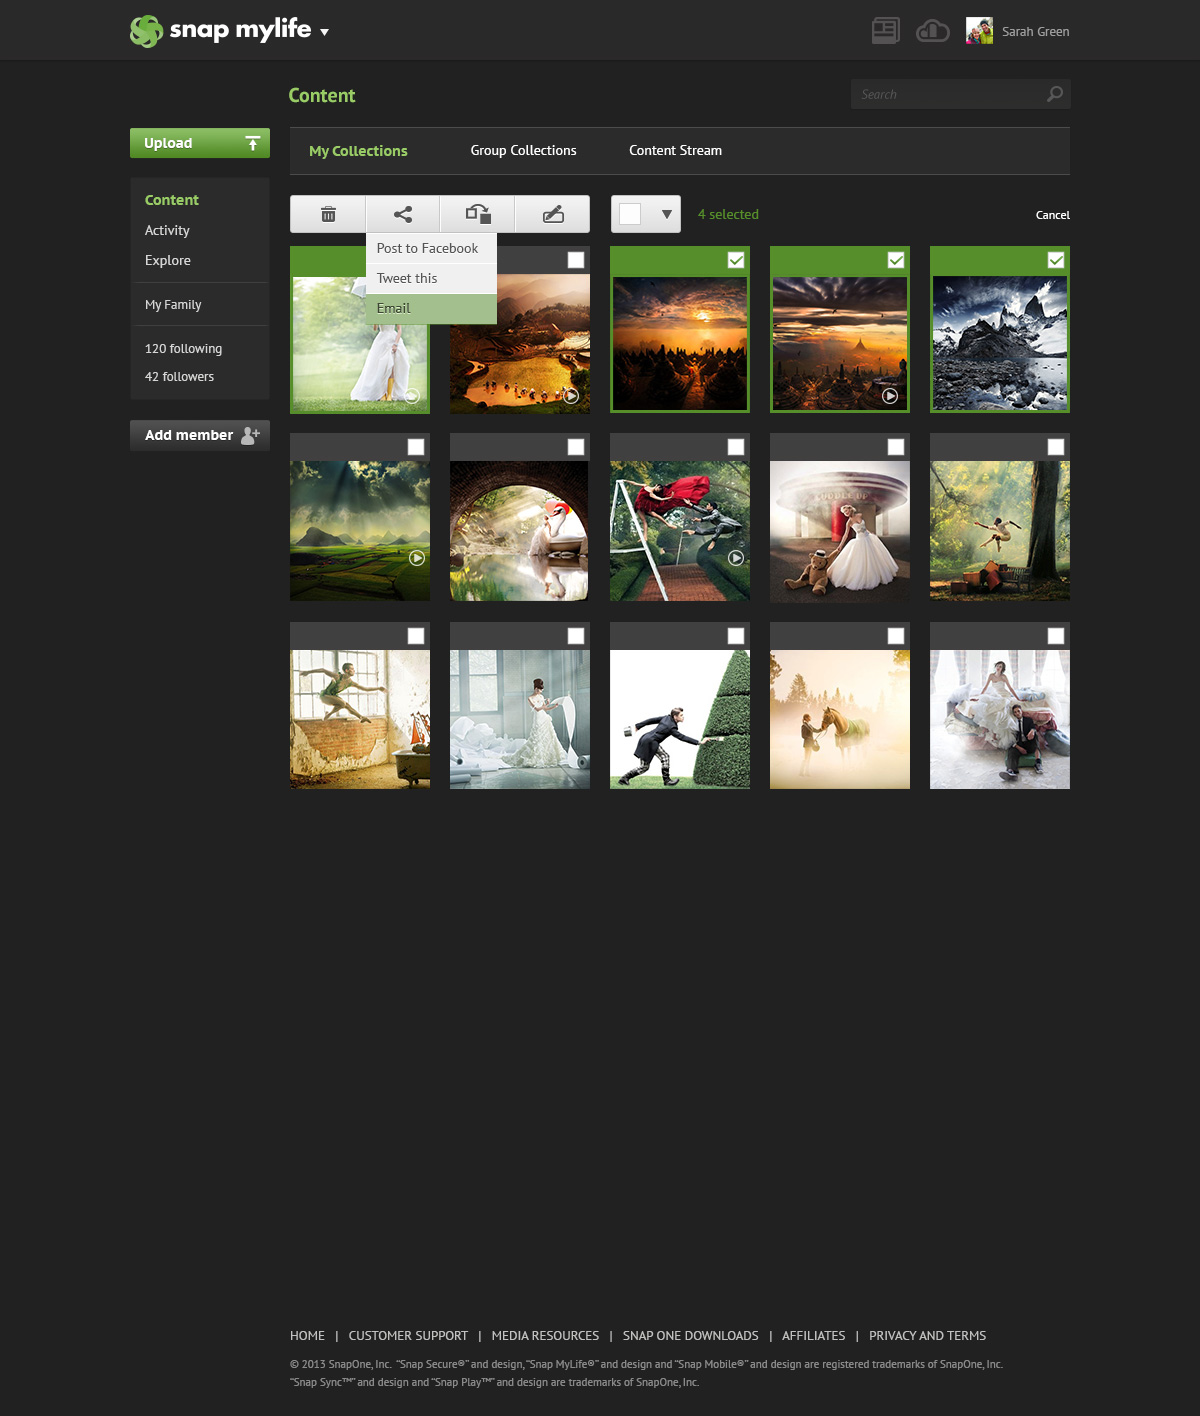 snap mylife
Sarah Green
Content
Search
Upload
My Collections
Group Collections
Content Stream
Content
Activity
Explore
My Family
120 following
42 followers
Add member
4 selected
Cancel
Post to Facebook
Tweet this
Email
HOME | CUSTOMER SUPPORT | MEDIA RESOURCES | SNAP ONE DOWNLOADS | AFFILIATES | PRIVACY AND TERMS
© 2013 SnapOne, Inc. “Snap Secure®” and design, “Snap MyLife®” and design and “Snap Mobile®” and design are registered trademarks of SnapOne, Inc.
“Snap Sync™” and design and “Snap Play™” and design are trademarks of SnapOne, Inc.